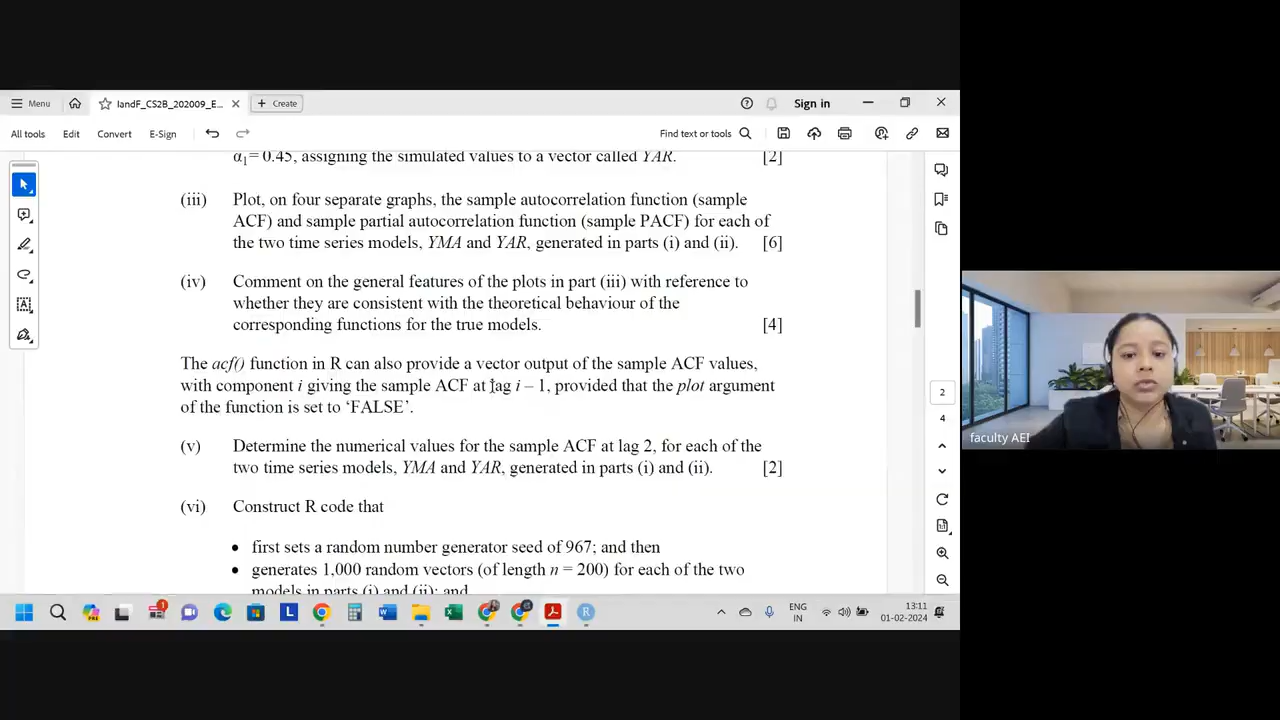 Menu
IandF_CS2B_202009_E...
Create
Sign in
All tools
Edit
Convert
E-Sign
Find text or tools
α1= 0.45, assigning the simulated values to a vector called YAR. [2]
(iii) Plot, on four separate graphs, the sample autocorrelation function (sample
ACF) and sample partial autocorrelation function (sample PACF) for each of
the two time series models, YMA and YAR, generated in parts (i) and (ii). [6]
(iv) Comment on the general features of the plots in part (iii) with reference to
whether they are consistent with the theoretical behaviour of the
corresponding functions for the true models. [4]
The acf() function in R can also provide a vector output of the sample ACF values,
with component i giving the sample ACF at lag i – 1, provided that the plot argument
of the function is set to ‘FALSE’.
(v) Determine the numerical values for the sample ACF at lag 2, for each of the
two time series models, YMA and YAR, generated in parts (i) and (ii). [2]
(vi) Construct R code that
• first sets a random number generator seed of 967; and then
• generates 1,000 random vectors (of length n = 200) for each of the two
models in parts (i) and (ii); and
2
4
faculty AEI
ENG
IN
13:11
01-02-2024